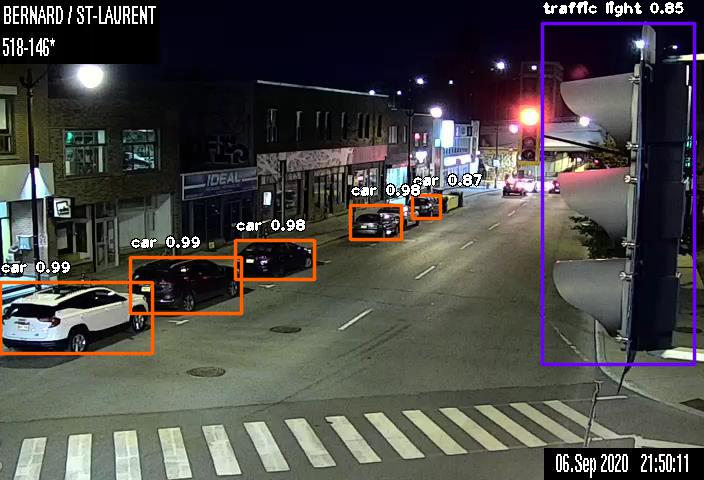 BERNARD / ST-LAURENT
518-146*
traffic light 0.85
car 0.98
car 0.87
car 0.98
car 0.99
car 0.99
IDEAL
06.Sep 2020 21:50:11